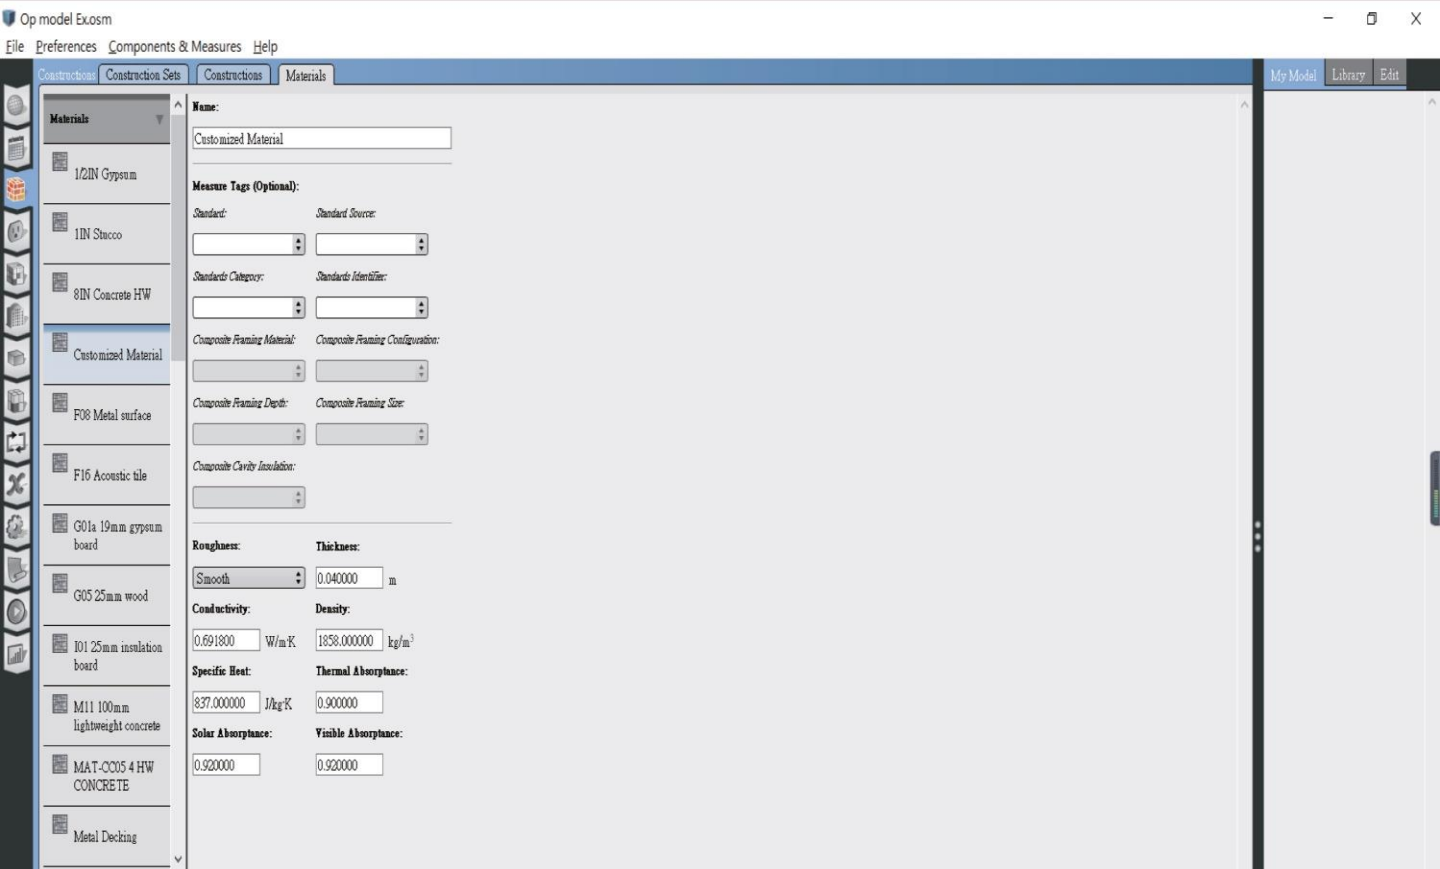 Op model Ex.osm
File Preferences Components & Measures Help
Constructions Construction Sets Constructions Materials
My Model Library Edit
Materials
1/2IN Gypsum
1IN Stucco
8IN Concrete HW
Customized Material
F08 Metal surface
F16 Acoustic tile
G01a 19mm gypsum
board
G05 25mm wood
I01 25mm insulation
board
M11 100mm
lightweight concrete
MAT-CC05 4 HW
CONCRETE
Metal Decking
Name:
Customized Material
Measure Tags (Optional):
Standard: Standard Source:
Standards Category: Standards Identifier:
Composite Framing Material: Composite Framing Configuration:
Composite Framing Depth: Composite Framing Size:
Composite Cavity Insulation:
Roughness: Thickness:
Smooth 0.040000 m
Conductivity: Density:
0.691800 W/m·K 1858.000000 kg/m³
Specific Heat: Thermal Absorptance:
837.000000 J/kg·K 0.900000
Solar Absorptance: Visible Absorptance:
0.920000 0.920000